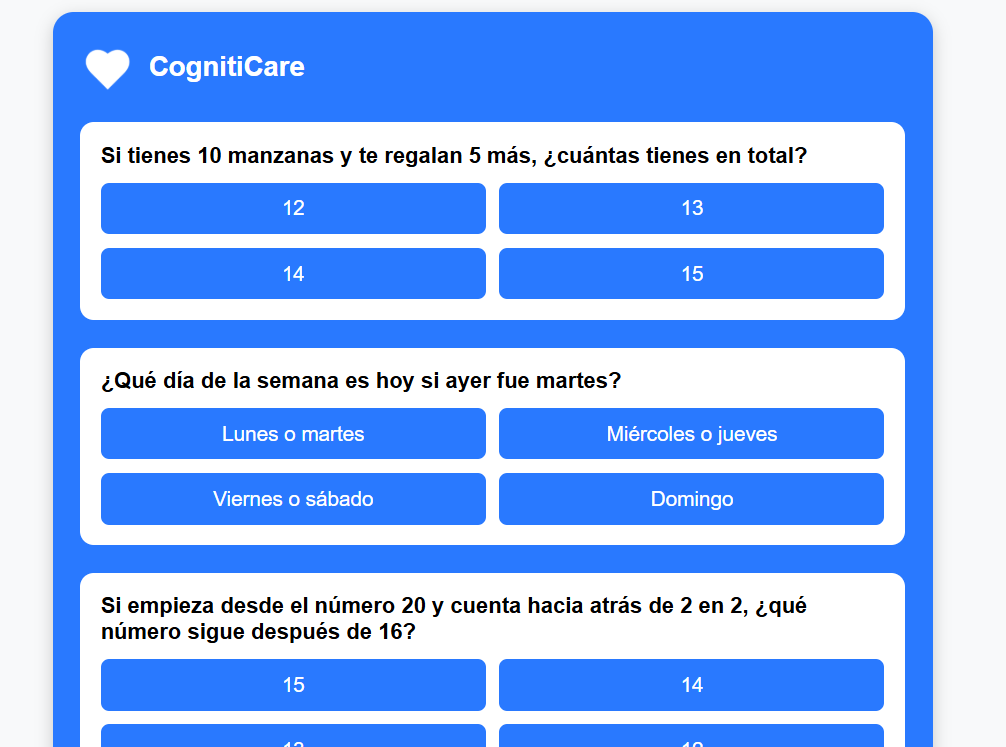 CognitiCare
Si tienes 10 manzanas y te regalan 5 más, ¿cuántas tienes en total?
12
13
14
15
¿Qué día de la semana es hoy si ayer fue martes?
Lunes o martes
Miércoles o jueves
Viernes o sábado
Domingo
Si empieza desde el número 20 y cuenta hacia atrás de 2 en 2, ¿qué
número sigue después de 16?
15
14